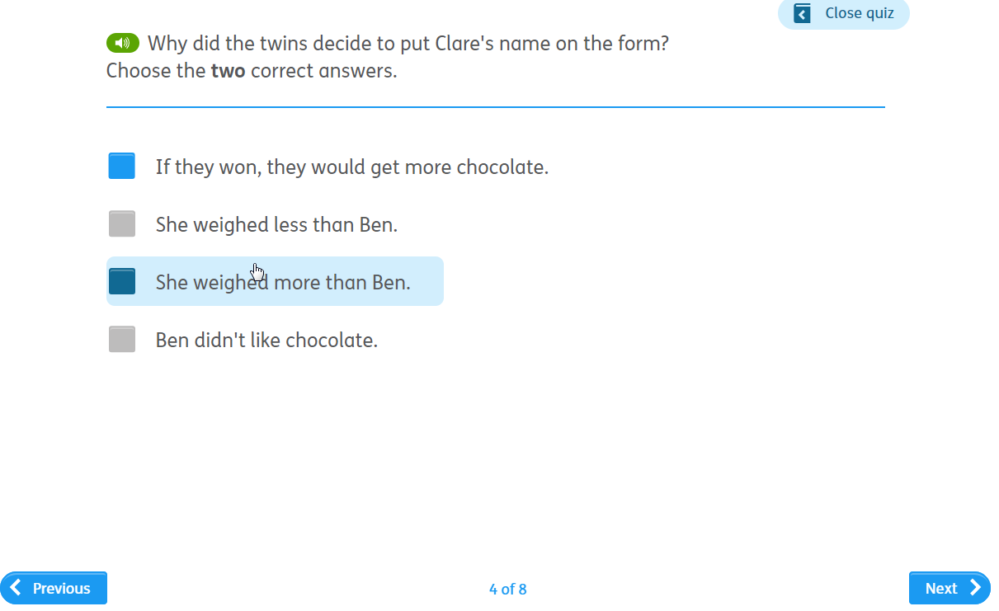 Close quiz
Why did the twins decide to put Clare's name on the form?
Choose the two correct answers.
If they won, they would get more chocolate.
She weighed less than Ben.
She weighed more than Ben.
Ben didn't like chocolate.
Previous
4 of 8
Next